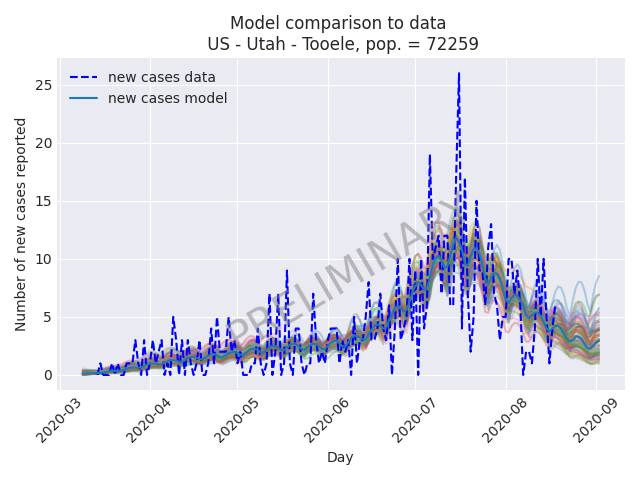 Model comparison to data
US - Utah - Tooele, pop. = 72259
new cases data
new cases model
PRELIMINARY
Number of new cases reported
25
20
15
10
5
0
2020-03
2020-04
2020-05
2020-06
2020-07
2020-08
2020-09
Day